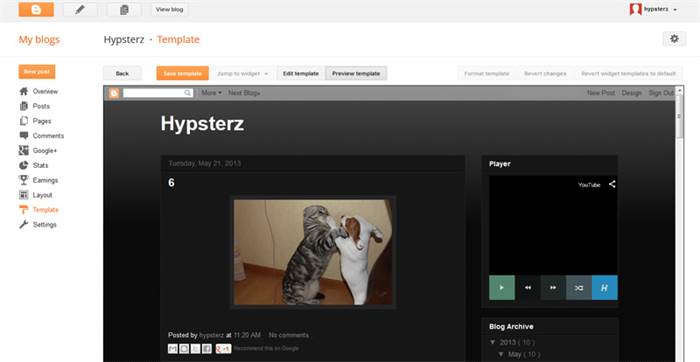 View blog
hypsterz
My blogs
Hypsterz · Template
New post
Back
Save template
Jump to widget
Edit template
Preview template
Format template
Revert changes
Revert widget templates to default
Overview
Posts
Pages
Comments
Google+
Stats
Earnings
Layout
Template
Settings
More
Next Blog»
New Post
Design
Sign Out
Hypsterz
Tuesday, May 21, 2013
6
Posted by hypsterz at 11:20 AM No comments
Recommend this on Google
Player
YouTube
H
Blog Archive
▼ 2013 ( 10 )
▼ May ( 10 )